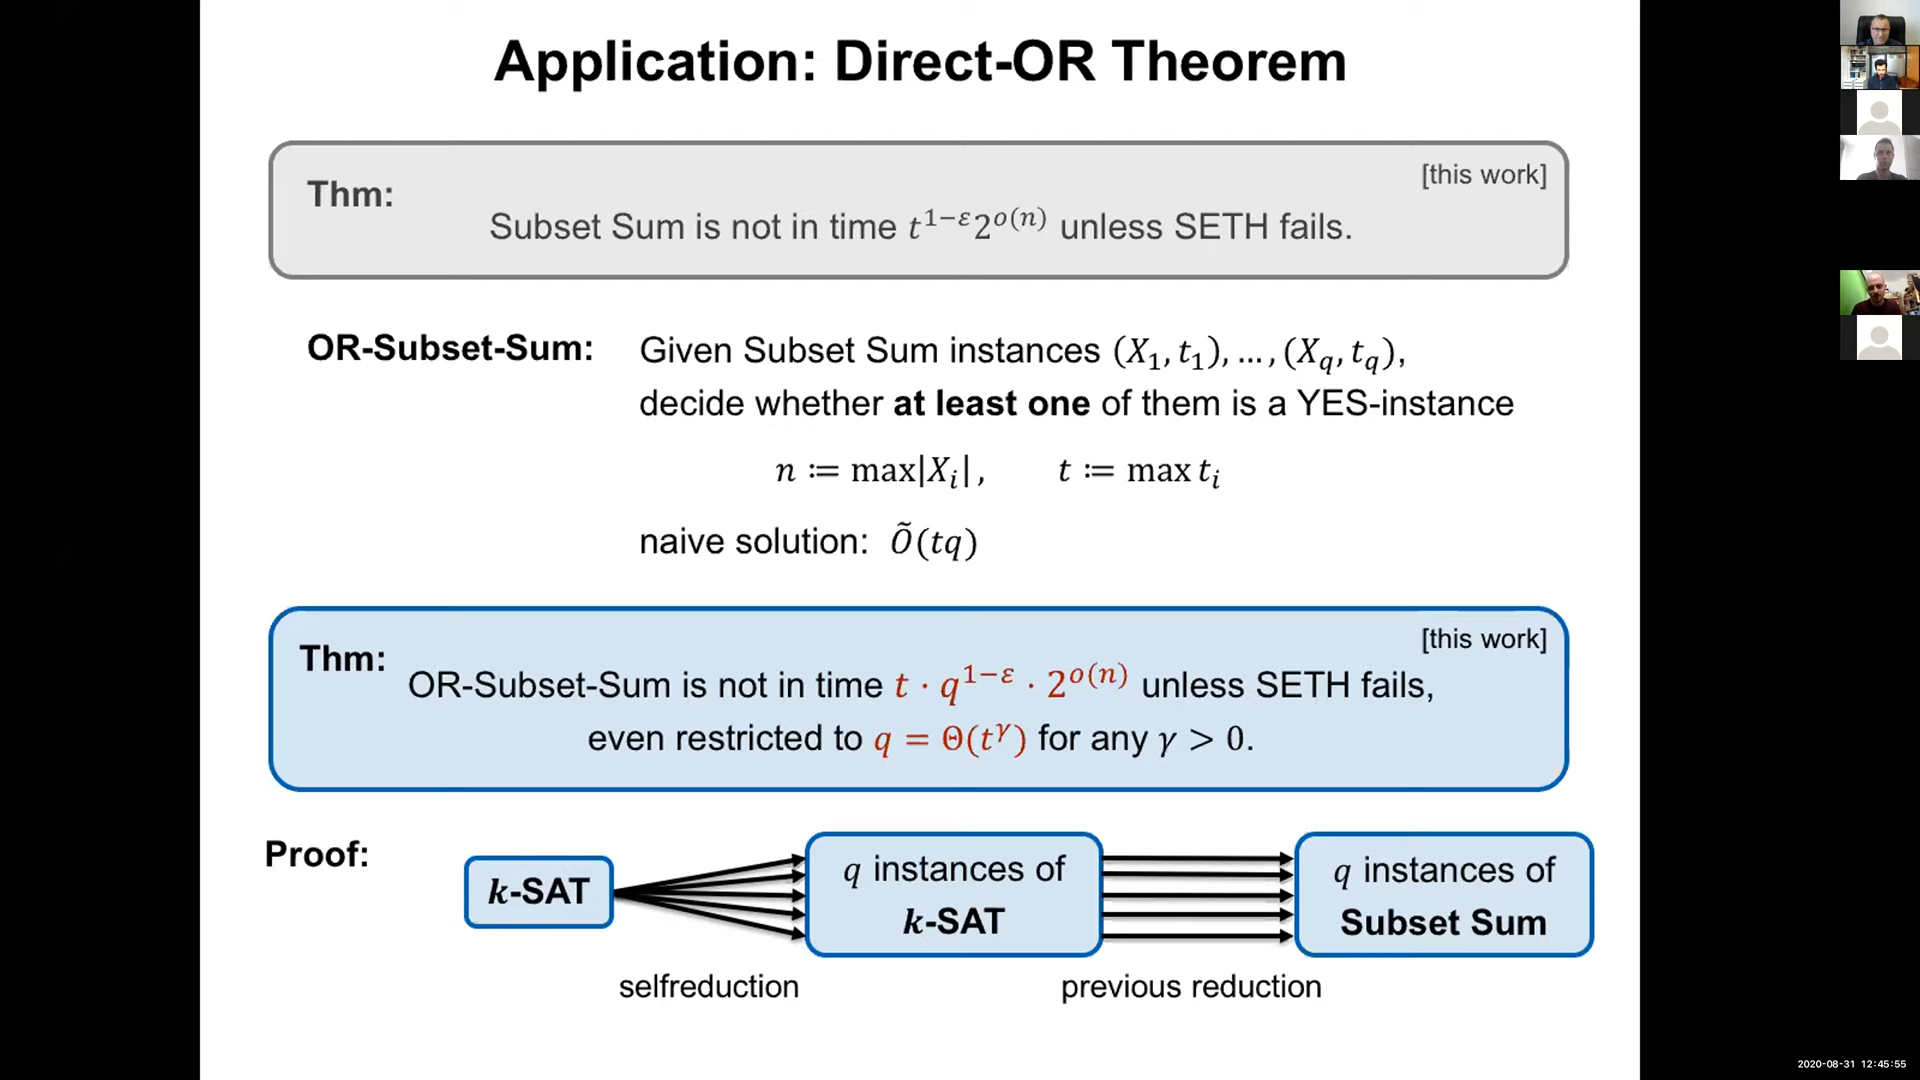 Application: Direct-OR Theorem
[this work]
Thm:
Subset Sum is not in time t^{1−ε}2^{o(n)} unless SETH fails.
OR-Subset-Sum: Given Subset Sum instances (X₁, t₁), … , (X_q, t_q),
decide whether at least one of them is a YES-instance
n ≔ max|X_i|, t ≔ max t_i
naive solution: Õ(tq)
[this work]
Thm:
OR-Subset-Sum is not in time t · q^{1−ε} · 2^{o(n)} unless SETH fails,
even restricted to q = Θ(t^γ) for any γ > 0.
Proof:
k-SAT
q instances of
k-SAT
q instances of
Subset Sum
selfreduction
previous reduction
2020-08-31 12:45:55